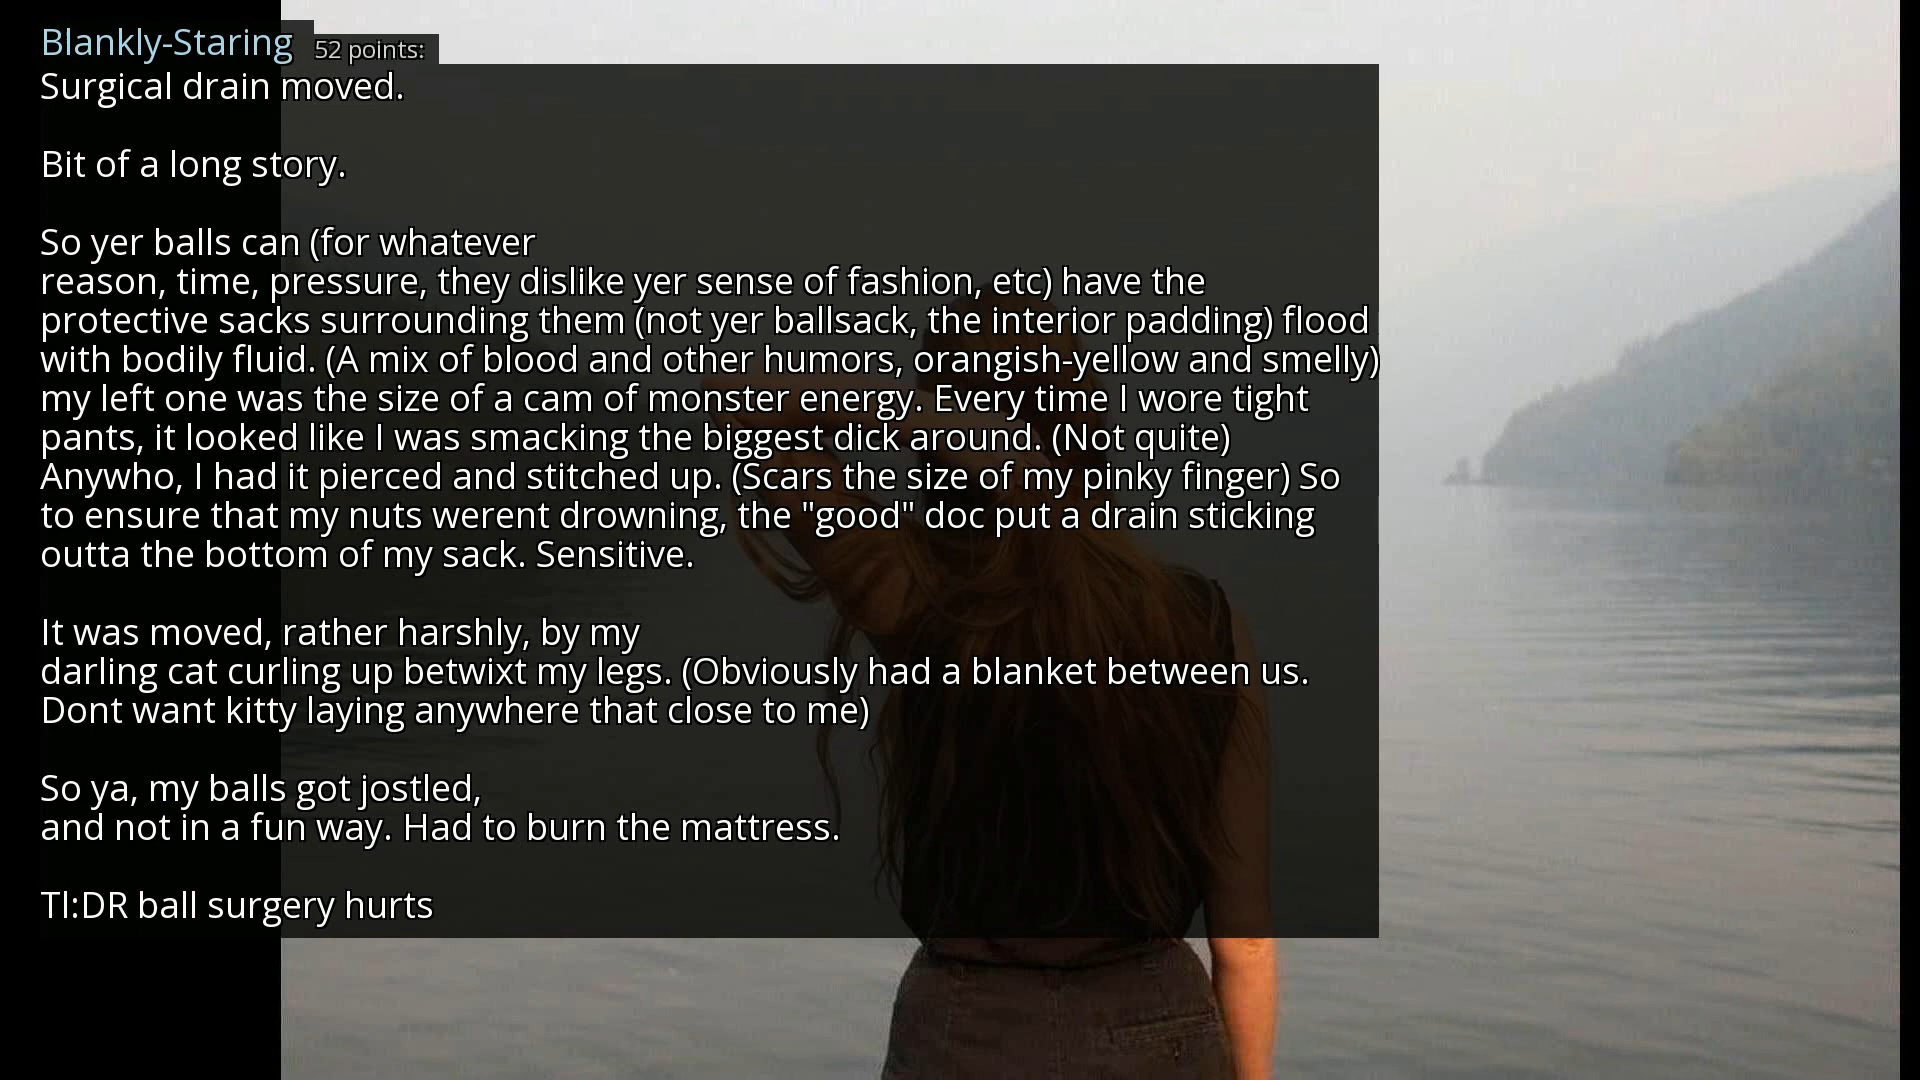 Blankly-Staring 52 points:
Surgical drain moved.
Bit of a long story.
So yer balls can (for whatever
reason, time, pressure, they dislike yer sense of fashion, etc) have the
protective sacks surrounding them (not yer ballsack, the interior padding) flood
with bodily fluid. (A mix of blood and other humors, orangish-yellow and smelly)
my left one was the size of a cam of monster energy. Every time I wore tight
pants, it looked like I was smacking the biggest dick around. (Not quite)
Anywho, I had it pierced and stitched up. (Scars the size of my pinky finger) So
to ensure that my nuts werent drowning, the "good" doc put a drain sticking
outta the bottom of my sack. Sensitive.
It was moved, rather harshly, by my
darling cat curling up betwixt my legs. (Obviously had a blanket between us.
Dont want kitty laying anywhere that close to me)
So ya, my balls got jostled,
and not in a fun way. Had to burn the mattress.
Tl:DR ball surgery hurts